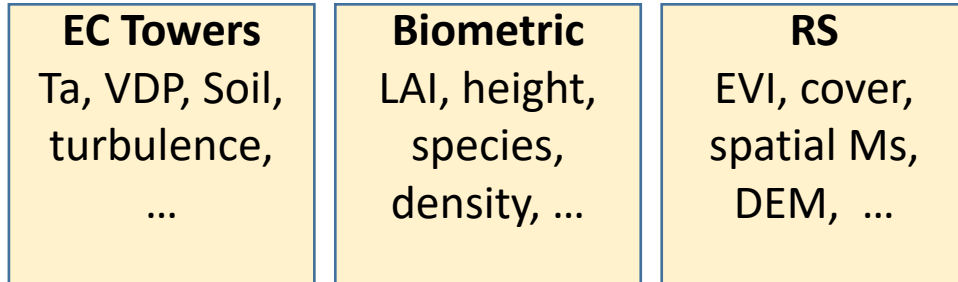 EC Towers
Ta, VDP, Soil,
turbulence,
...
Biometric
LAI, height,
species,
density, ...
RS
EVI, cover,
spatial Ms,
DEM, ...